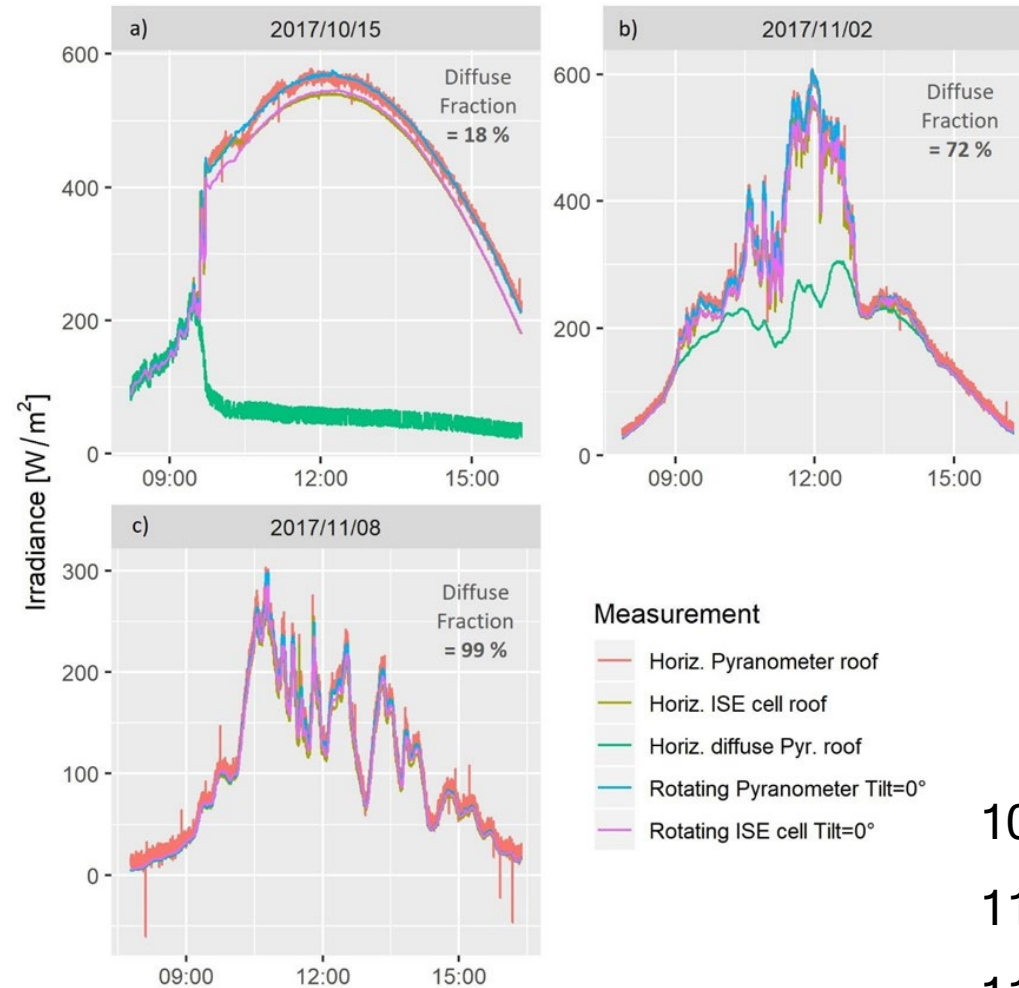 a) 2017/10/15
Diffuse
Fraction
= 18 %
600
400
200
0
09:00 12:00 15:00
b) 2017/11/02
Diffuse
Fraction
= 72 %
600
400
200
0
09:00 12:00 15:00
Irradiance [W/m²]
c) 2017/11/08
Diffuse
Fraction
= 99 %
300
200
100
0
09:00 12:00 15:00
Measurement
Horiz. Pyranometer roof
Horiz. ISE cell roof
Horiz. diffuse Pyr. roof
Rotating Pyranometer Tilt=0°
Rotating ISE cell Tilt=0°
10
11